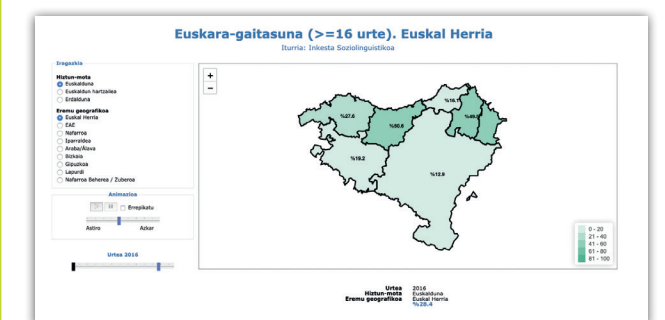 Euskara-gaitasuna (>=16 urte). Euskal Herria
Iturria: Inkesta Soziolinguistikoa
Iragazkia
Hiztun-mota
Euskalduna
Euskaldun hartzailea
Erdalduna
Eremu geografikoa
Euskal Herria
EAE
Nafarroa
Iparraldea
Araba/Álava
Bizkaia
Gipuzkoa
Lapurdi
Nafarroa Beherea / Zuberoa
Animazioa
Errepikatu
Astiro Azkar
Urtea 2016
+
−
%27.6
%50.6
%19.2
%12.9
0 - 20
21 - 40
41 - 60
61 - 80
81 - 100
Urtea 2016
Hiztun-mota Euskalduna
Eremu geografikoa Euskal Herria
%28.4